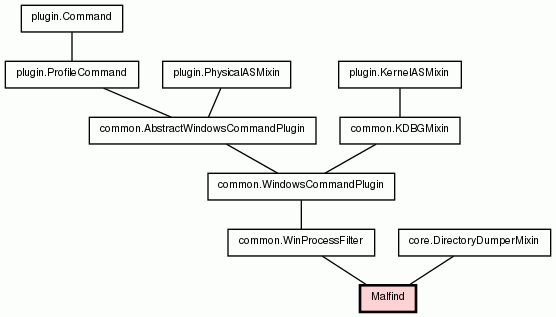 plugin.Command
plugin.ProfileCommand
plugin.PhysicalASMixin
plugin.KernelASMixin
common.AbstractWindowsCommandPlugin
common.KDBGMixin
common.WindowsCommandPlugin
common.WinProcessFilter
core.DirectoryDumperMixin
Malfind